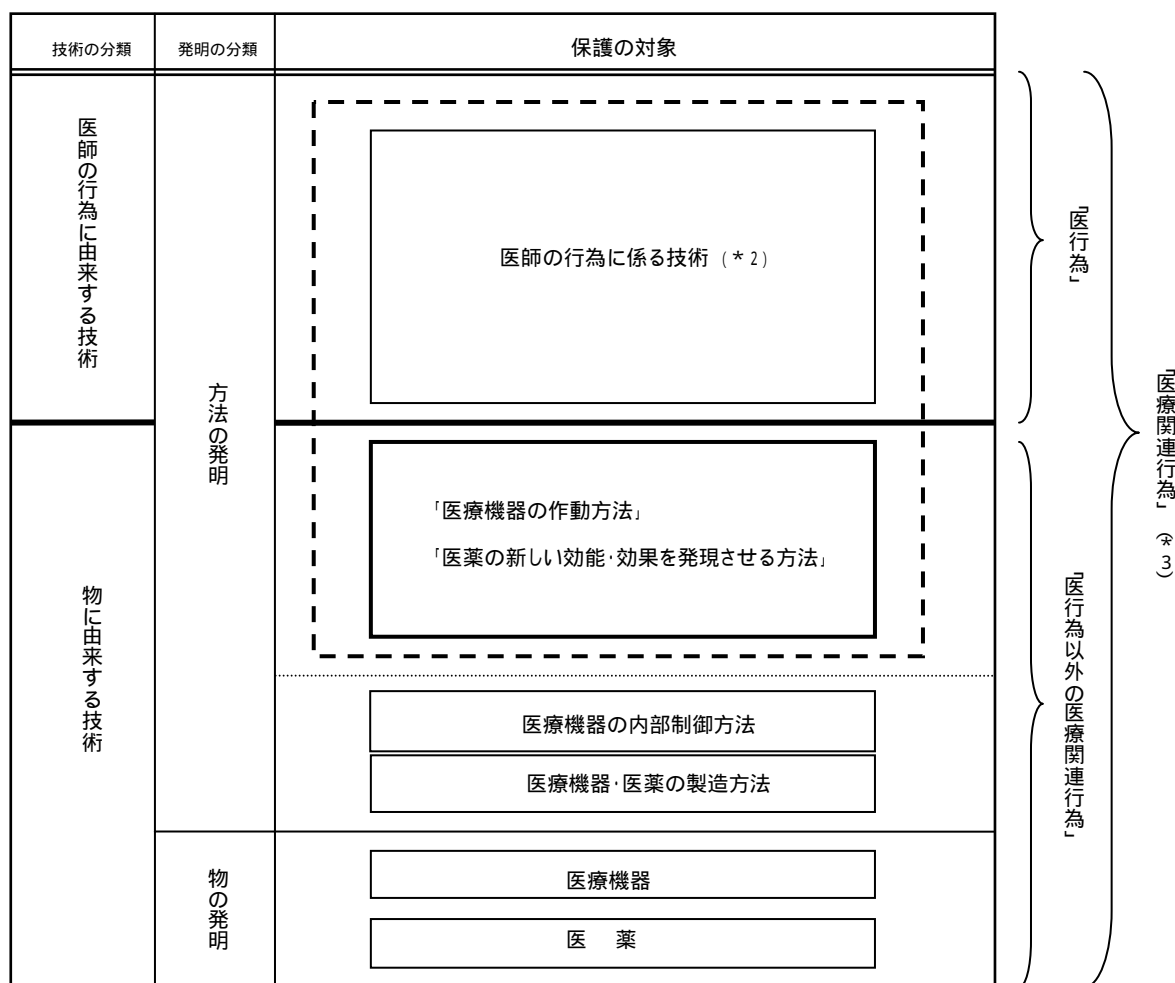 技術の分類
発明の分類
保護の対象
医師の行為に由来する技術
方法の発明
医師の行為に係る技術 (*2)
「医行為」
「医療関連行為」(*3)
物に由来する技術
「医療機器の作動方法」
「医薬の新しい効能・効果を発現させる方法」
「医行為以外の医療関連行為」
医療機器の内部制御方法
医療機器・医薬の製造方法
物の発明
医療機器
医 薬